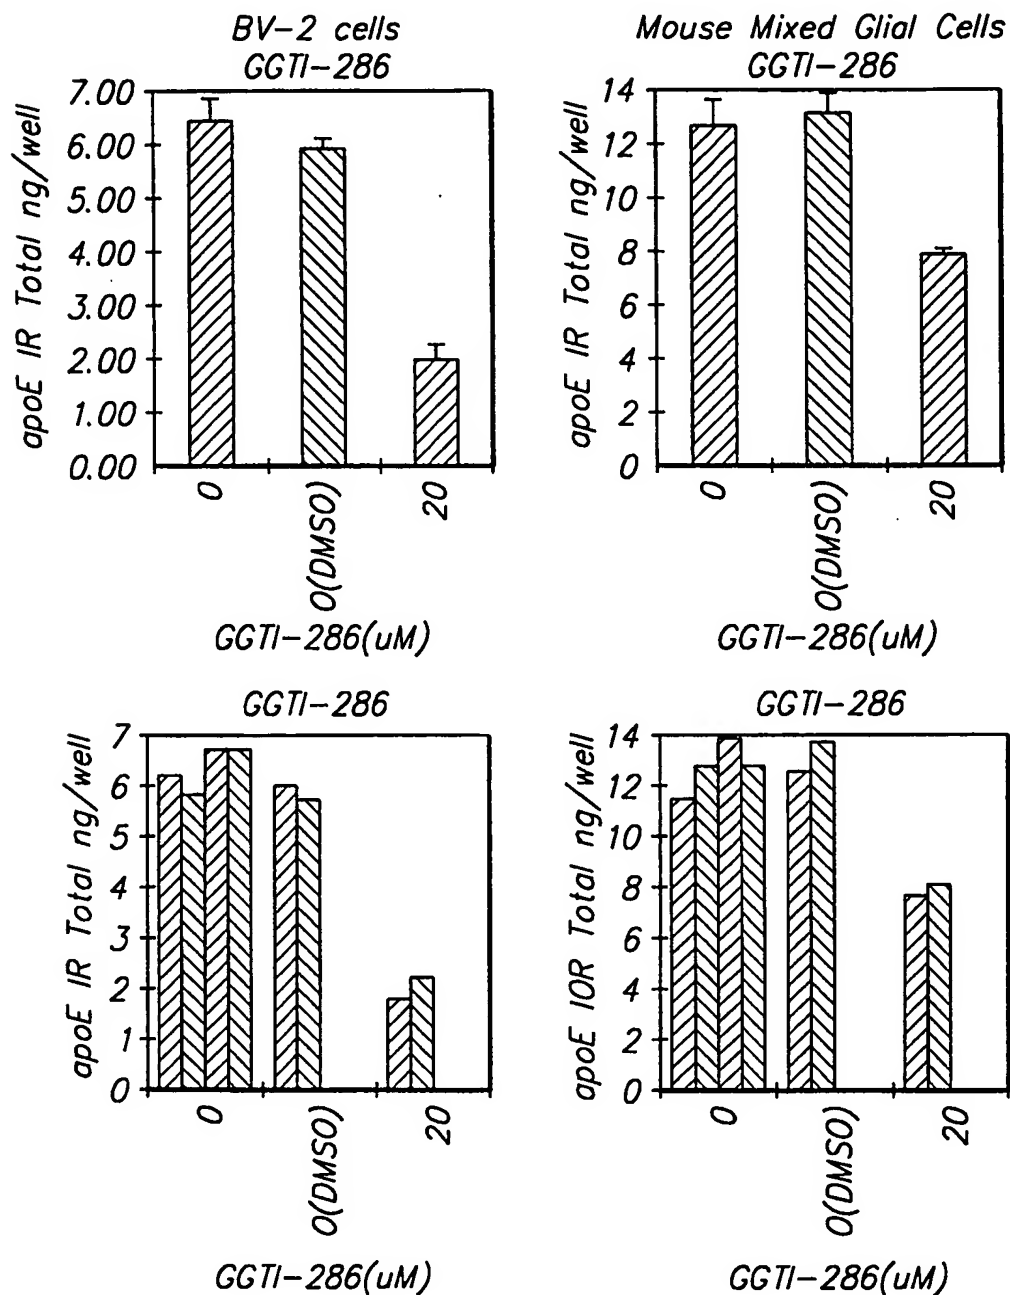 BV-2 cells
GGTI-286
apoE IR Total ng/well
7.00
6.00
5.00
4.00
3.00
2.00
1.00
0.00
0
0(DMSO)
20
GGTI-286(uM)
Mouse Mixed Glial Cells
GGTI-286
apoE IR Total ng/well
14
12
10
8
6
4
2
0
0
0(DMSO)
20
GGTI-286(uM)
GGTI-286
apoE IR Total ng/well
7
6
5
4
3
2
1
0
0
0(DMSO)
20
GGTI-286(uM)
GGTI-286
apoE IOR Total ng/well
14
12
10
8
6
4
2
0
0
0(DMSO)
20
GGTI-286(uM)